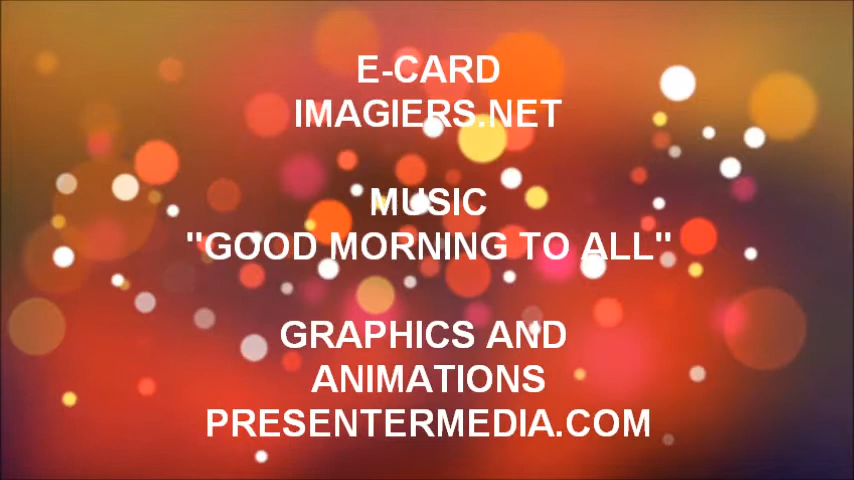 E-CARD
IMAGIERS.NET
MUSIC
"GOOD MORNING TO ALL"
GRAPHICS AND
ANIMATIONS
PRESENTERMEDIA.COM